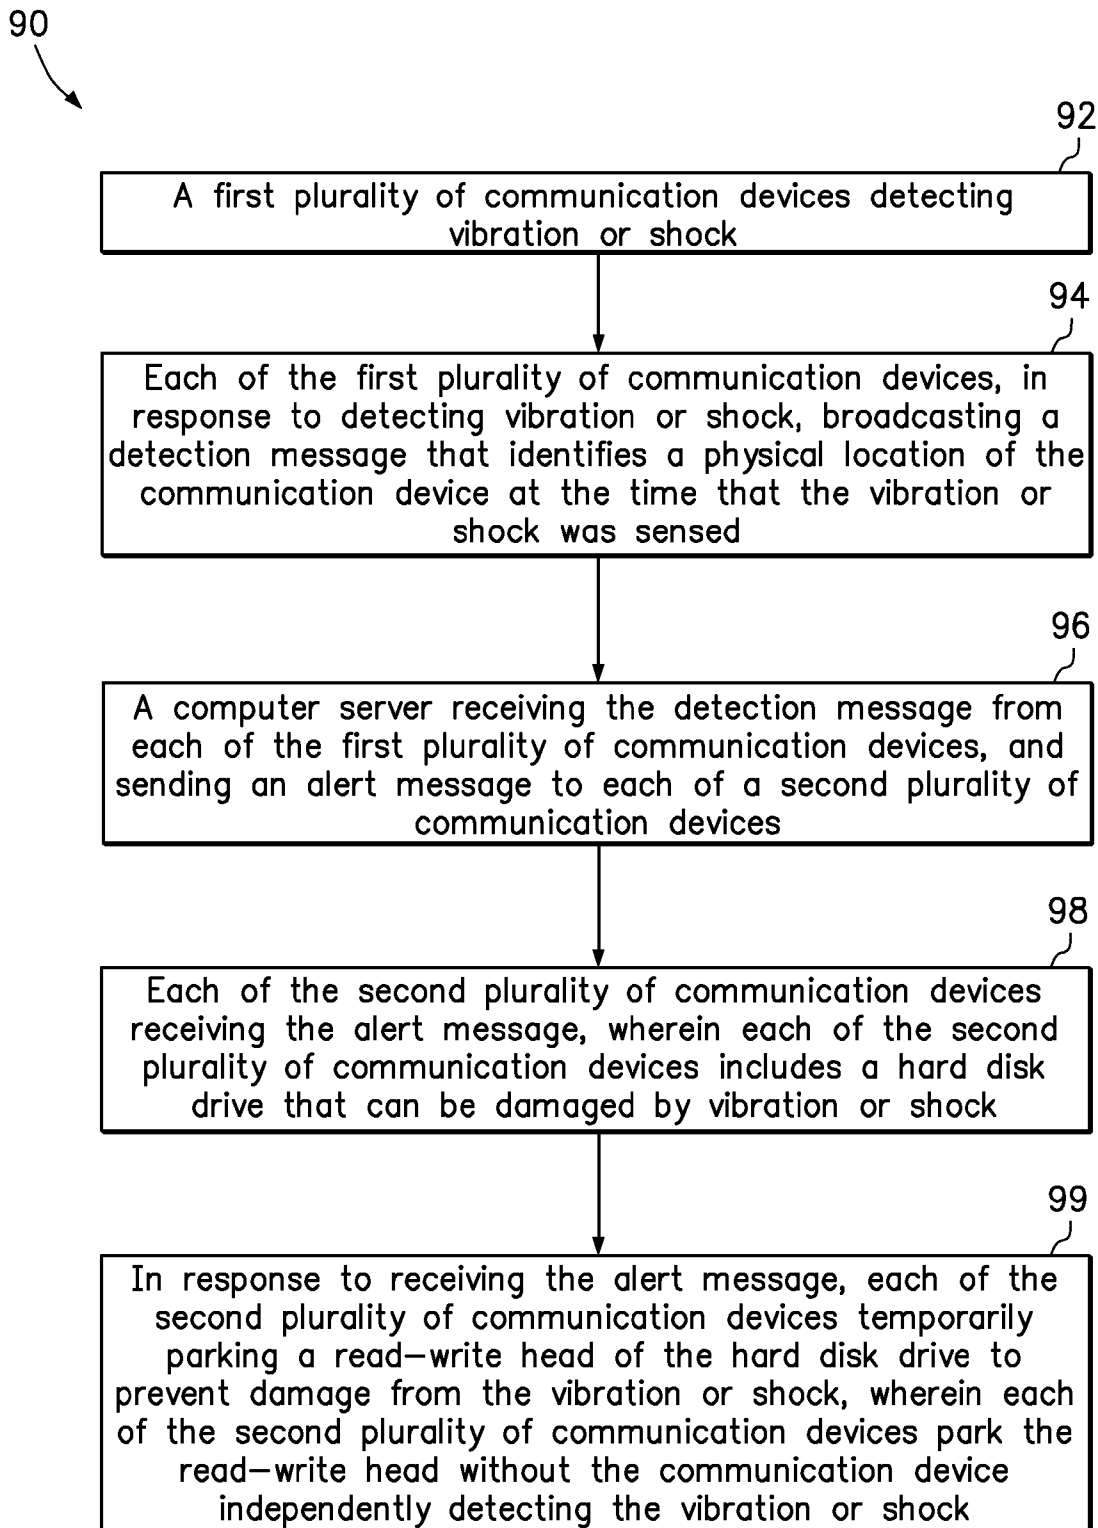 90
92
A first plurality of communication devices detecting
vibration or shock
94
Each of the first plurality of communication devices, in
response to detecting vibration or shock, broadcasting a
detection message that identifies a physical location of the
communication device at the time that the vibration or
shock was sensed
96
A computer server receiving the detection message from
each of the first plurality of communication devices, and
sending an alert message to each of a second plurality of
communication devices
98
Each of the second plurality of communication devices
receiving the alert message, wherein each of the second
plurality of communication devices includes a hard disk
drive that can be damaged by vibration or shock
99
In response to receiving the alert message, each of the
second plurality of communication devices temporarily
parking a read-write head of the hard disk drive to
prevent damage from the vibration or shock, wherein each
of the second plurality of communication devices park the
read-write head without the communication device
independently detecting the vibration or shock